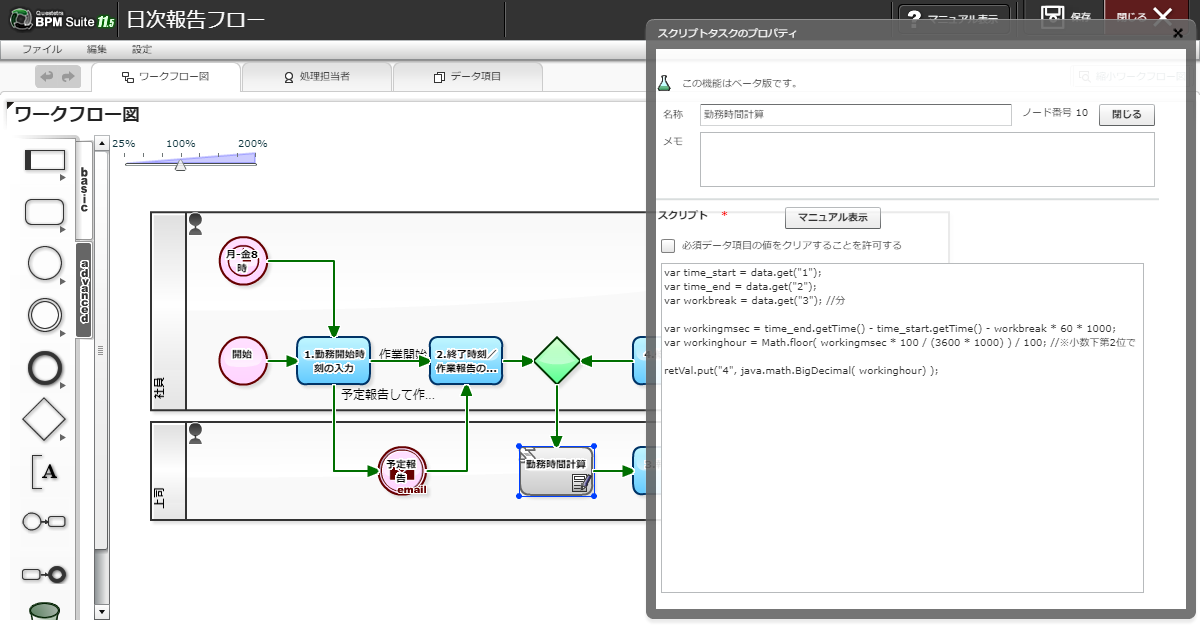 Questetra
BPM Suite 11.5
日次報告フロー
マニュアル表示
保存
閉じる
ファイル
編集
設定
ワークフロー図
処理担当者
データ項目
ワークフロー図
25%
100%
200%
basic
advanced
A
社員
月-金8時
開始
1.勤務開始時刻の入力
作業開始
2.終了時刻／作業報告の...
予定報告して作...
上司
予定報告
email
勤務時間計算
スクリプトタスクのプロパティ
この機能はベータ版です。
名称
勤務時間計算
ノード番号 10
閉じる
メモ
スクリプト *
マニュアル表示
必須データ項目の値をクリアすることを許可する
var time_start = data.get("1");
var time_end = data.get("2");
var workbreak = data.get("3"); //分
var workingmsec = time_end.getTime() - time_start.getTime() - workbreak * 60 * 1000;
var workinghour = Math.floor( workingmsec * 100 / (3600 * 1000) ) / 100; //※小数下第2位で
retVal.put("4", java.math.BigDecimal( workinghour) );